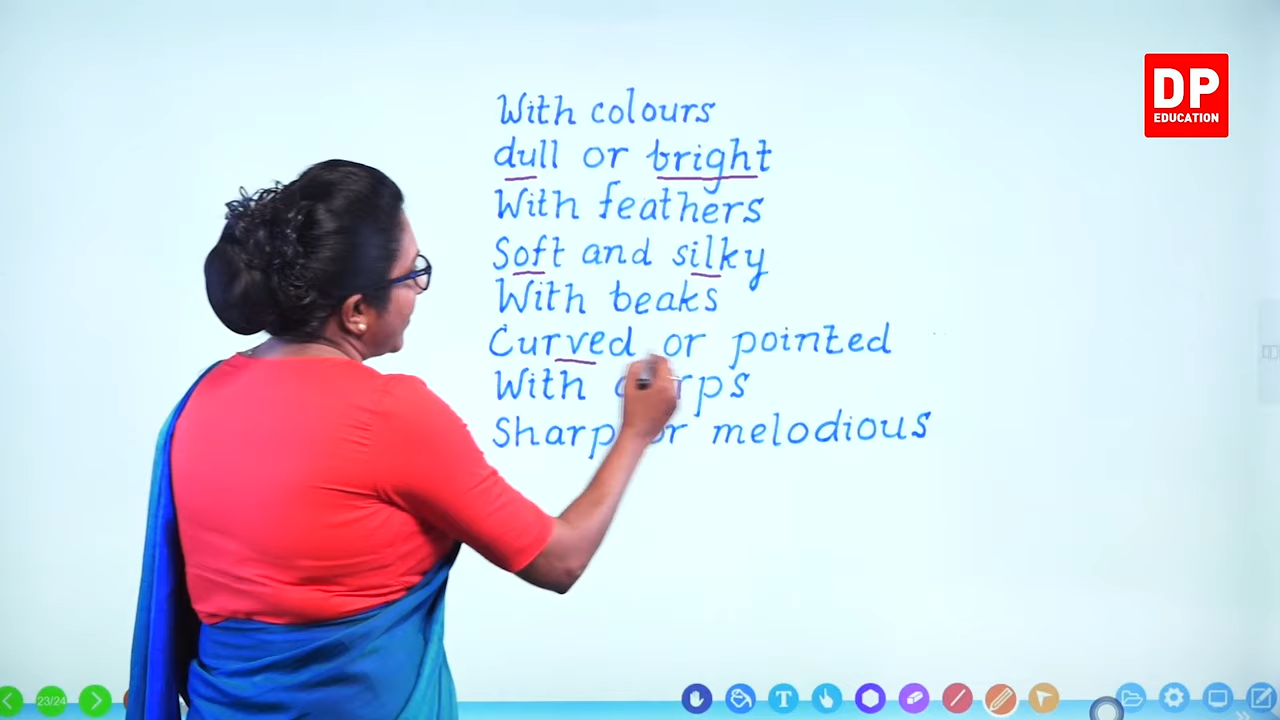 DP
EDUCATION
With colours
dull or bright
With feathers
Soft and silky
With beaks
Curved or pointed
With
Sharp or melodious
23/24
T